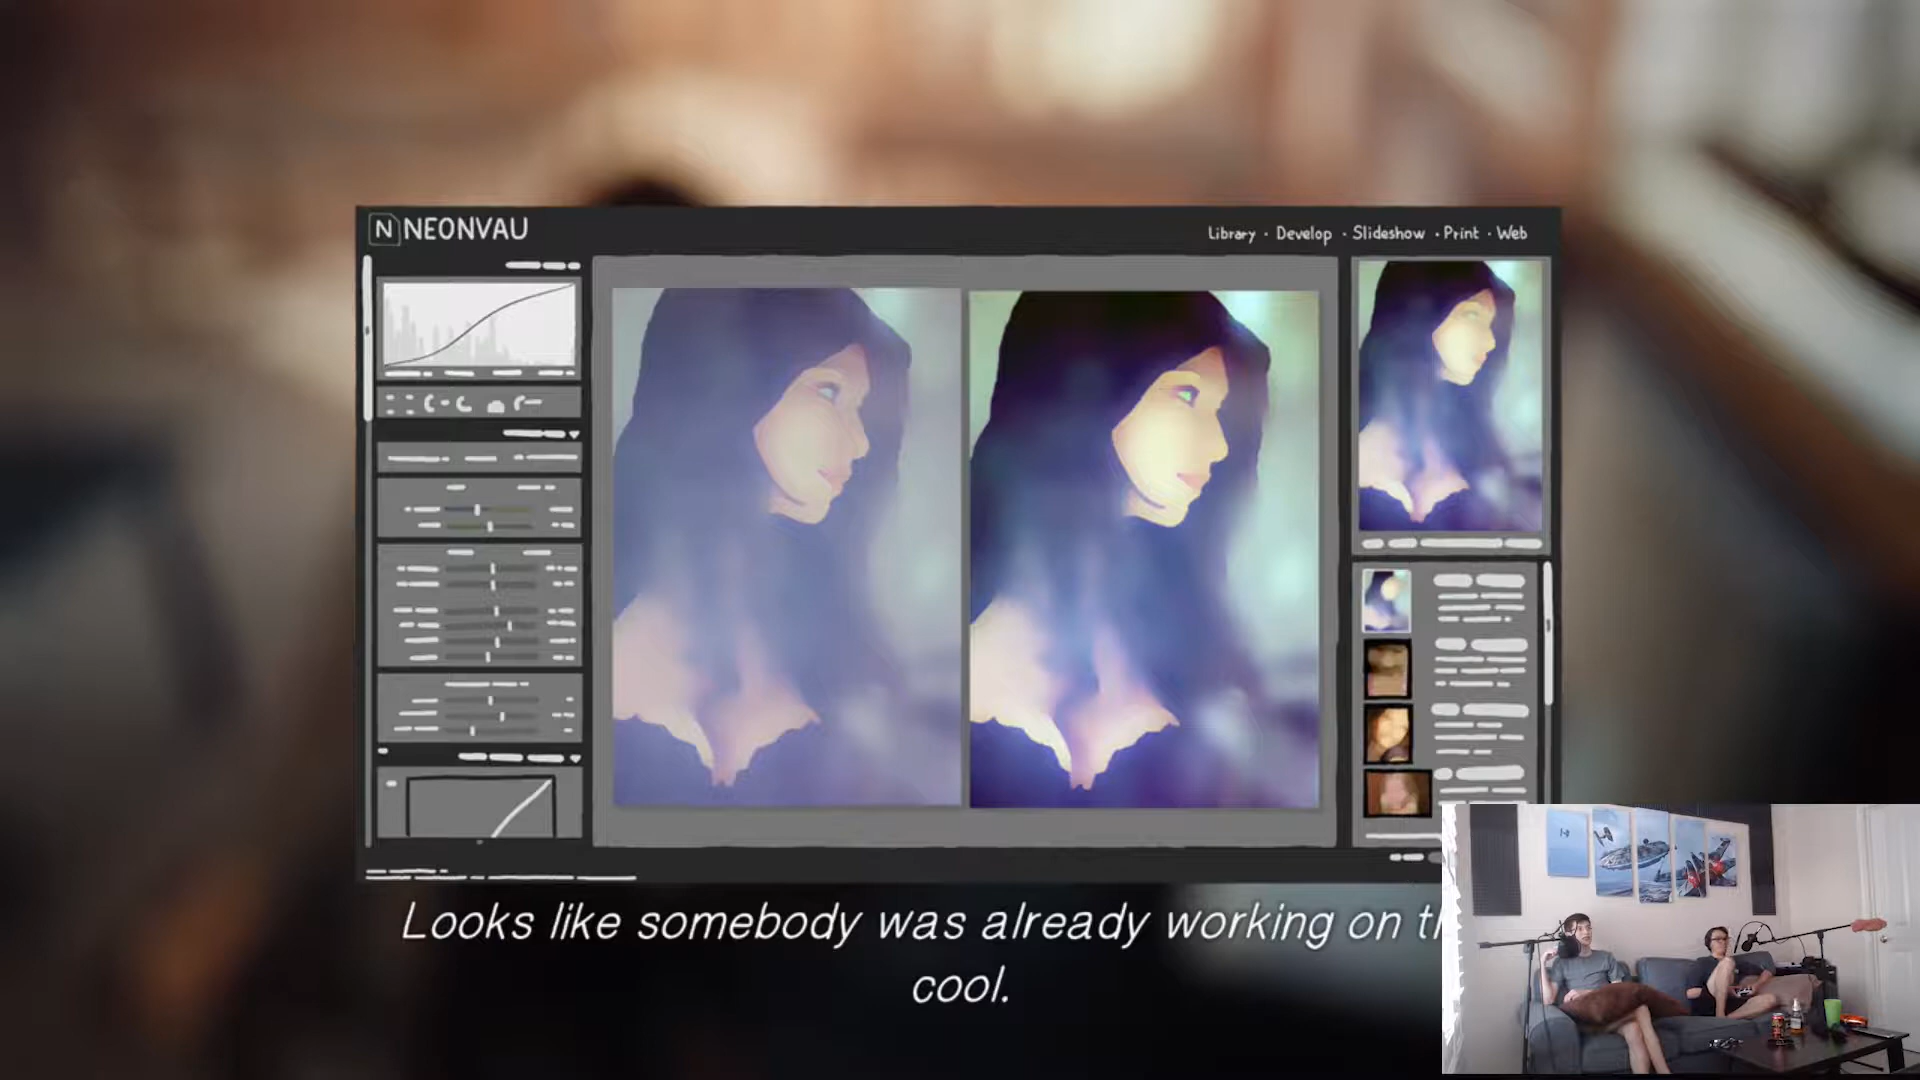 N NEONVAU
Library · Develop · Slideshow · Print · Web
Looks like somebody was already working on
cool.